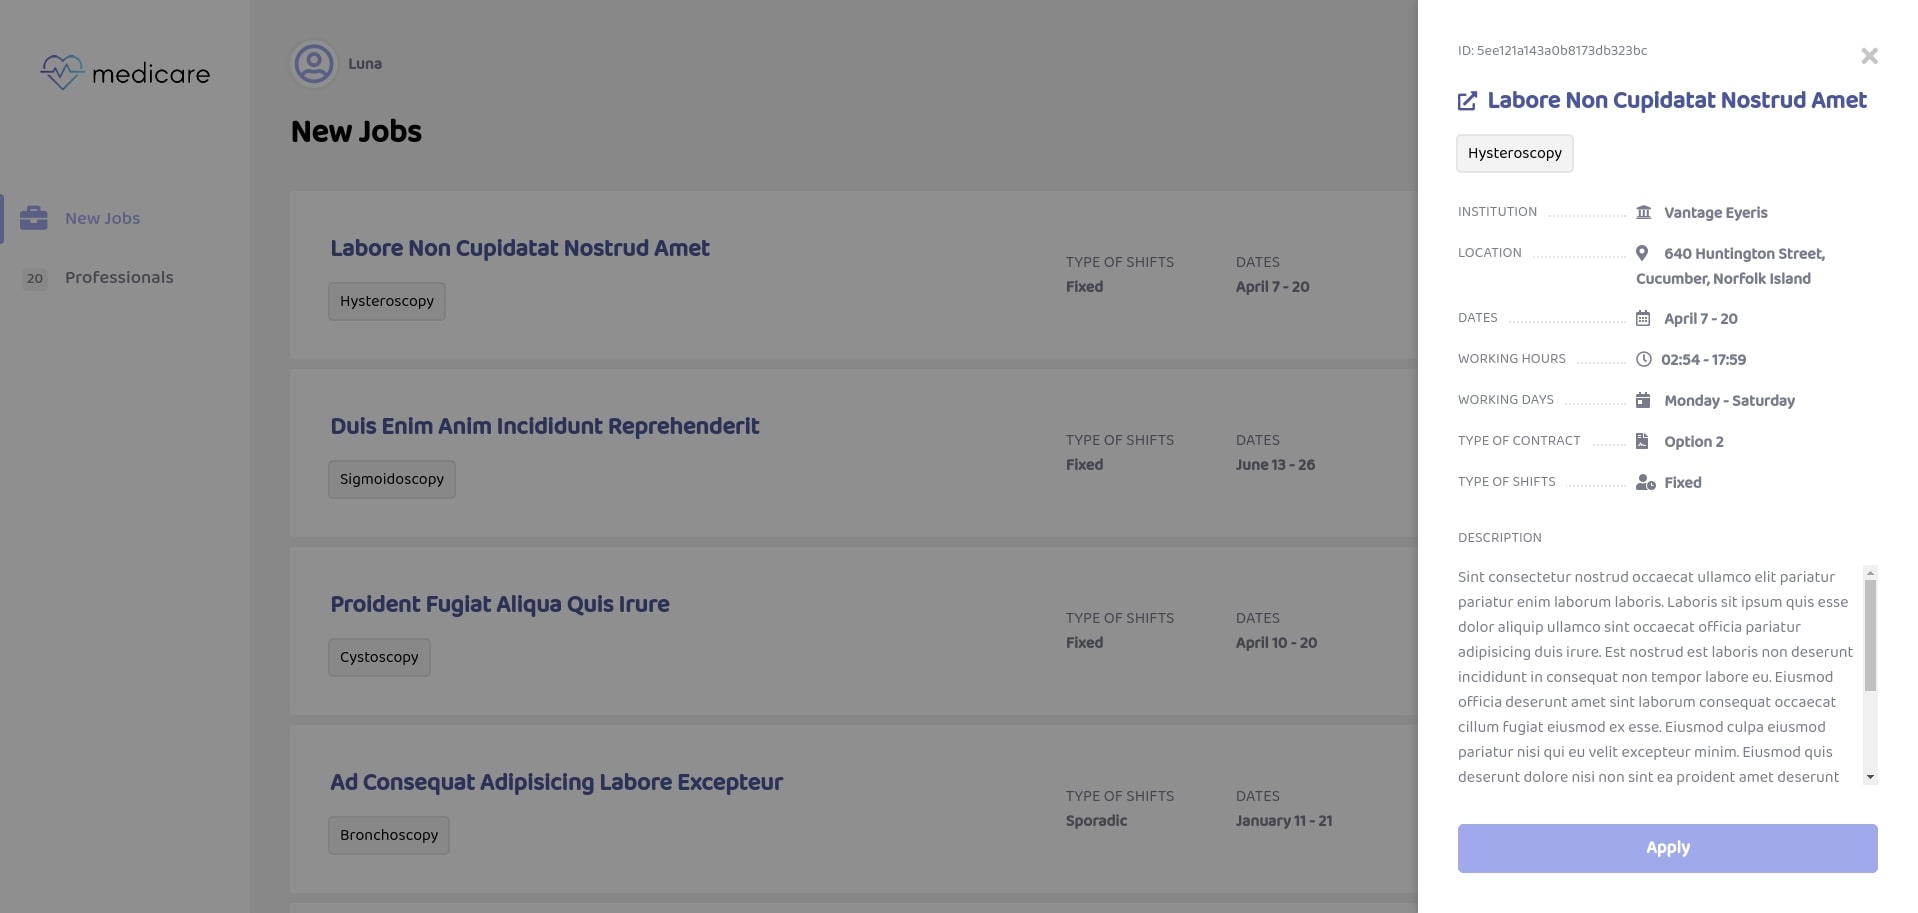 medicare
New Jobs
20 Professionals
Luna
New Jobs
Labore Non Cupidatat Nostrud Amet
Hysteroscopy
TYPE OF SHIFTS
Fixed
DATES
April 7 - 20
Duis Enim Anim Incididunt Reprehenderit
Sigmoidoscopy
TYPE OF SHIFTS
Fixed
DATES
June 13 - 26
Proident Fugiat Aliqua Quis Irure
Cystoscopy
TYPE OF SHIFTS
Fixed
DATES
April 10 - 20
Ad Consequat Adipisicing Labore Excepteur
Bronchoscopy
TYPE OF SHIFTS
Sporadic
DATES
January 11 - 21
ID: 5ee121a143a0b8173db323bc
Labore Non Cupidatat Nostrud Amet
Hysteroscopy
INSTITUTION Vantage Eyeris
LOCATION 640 Huntington Street,
Cucumber, Norfolk Island
DATES April 7 - 20
WORKING HOURS 02:54 - 17:59
WORKING DAYS Monday - Saturday
TYPE OF CONTRACT Option 2
TYPE OF SHIFTS Fixed
DESCRIPTION
Sint consectetur nostrud occaecat ullamco elit pariatur
pariatur enim laborum laboris. Laboris sit ipsum quis esse
dolor aliquip ullamco sint occaecat officia pariatur
adipisicing duis irure. Est nostrud est laboris non deserunt
incididunt in consequat non tempor labore eu. Eiusmod
officia deserunt amet sint laborum consequat occaecat
cillum fugiat eiusmod ex esse. Eiusmod culpa eiusmod
pariatur nisi qui eu velit excepteur minim. Eiusmod quis
deserunt dolore nisi non sint ea proident amet deserunt
Apply